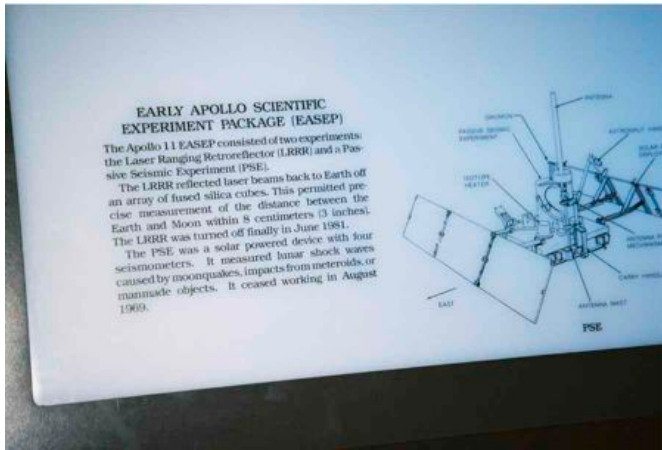 EARLY APOLLO SCIENTIFIC
EXPERIMENT PACKAGE (EASEP)
The Apollo 11 EASEP consisted of two experiments:
the Laser Ranging Retroreflector (LRRR) and a Pas-
sive Seismic Experiment (PSE).
The LRRR reflected laser beams back to Earth off
an array of fused silica cubes. This permitted pre-
cise measurement of the distance between the
Earth and Moon within 8 centimeters (3 inches).
The LRRR was turned off finally in June 1981.
The PSE was a solar powered device with four
seismometers. It measured lunar shock waves
caused by moonquakes, impacts from meteroids, or
manmade objects. It ceased working in August
1969.
ANTENNA
GNOMON
PASSIVE SEISMIC
EXPERIMENT
ISOTOPE
HEATER
ASTRONAUT
SOLAR
ANTENNA
CARRY
ANTENNA MAST
EAST
PSE